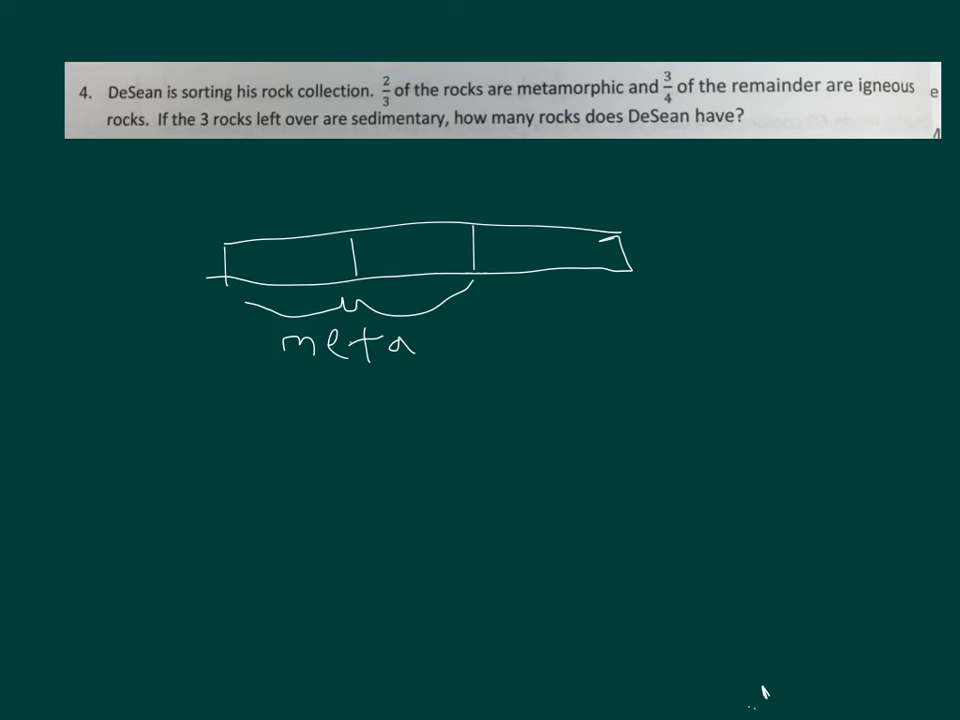 4. DeSean is sorting his rock collection. 2/3 of the rocks are metamorphic and 3/4 of the remainder are igneous e
rocks. If the 3 rocks left over are sedimentary, how many rocks does DeSean have?
meta